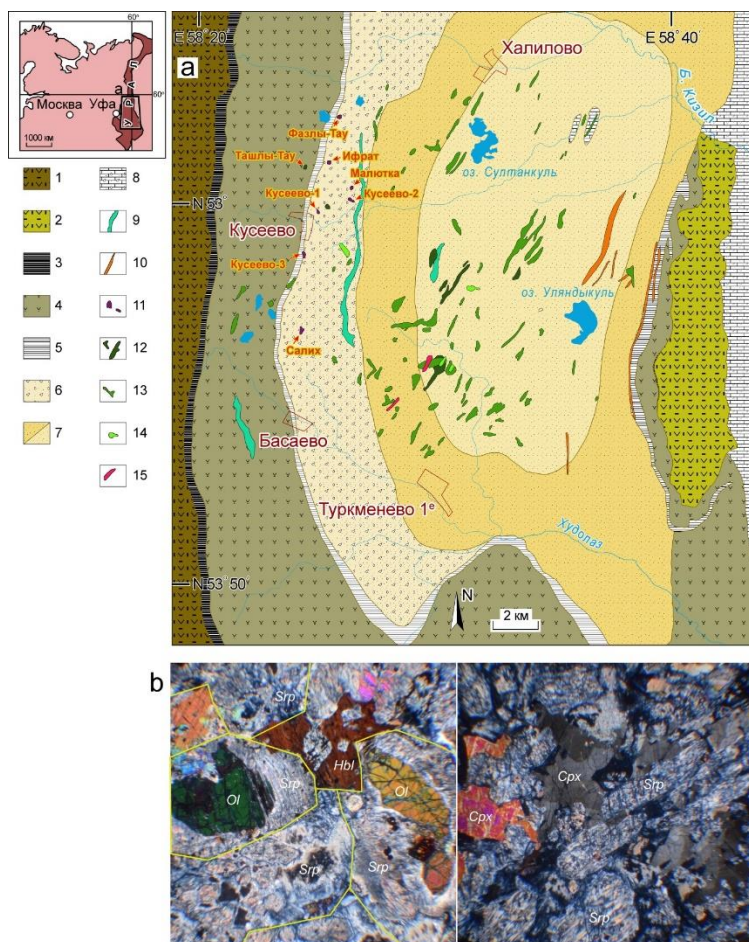 60°
60°
Москва
Уфа
а
УРАЛ
1000 км
E 58°20'
E 58°40'
a
Халилово
Б. Кизил
Фазлы-Тау
Ташлы-Тау
Ифрат
Малютка
Кусеево-1
Кусеево-2
оз. Султанкуль
N 53°
Кусеево
Кусеево-3
оз. Уляндыкуль
Салих
Басаево
Туркменево 1е
Худолаз
N 53°50'
N
2 км
1
2
3
4
5
6
7
8
9
10
11
12
13
14
15
b
Srp
Hbl
Ol
Srp
Ol
Srp
Srp
Cpx
Srp
Cpx
Srp